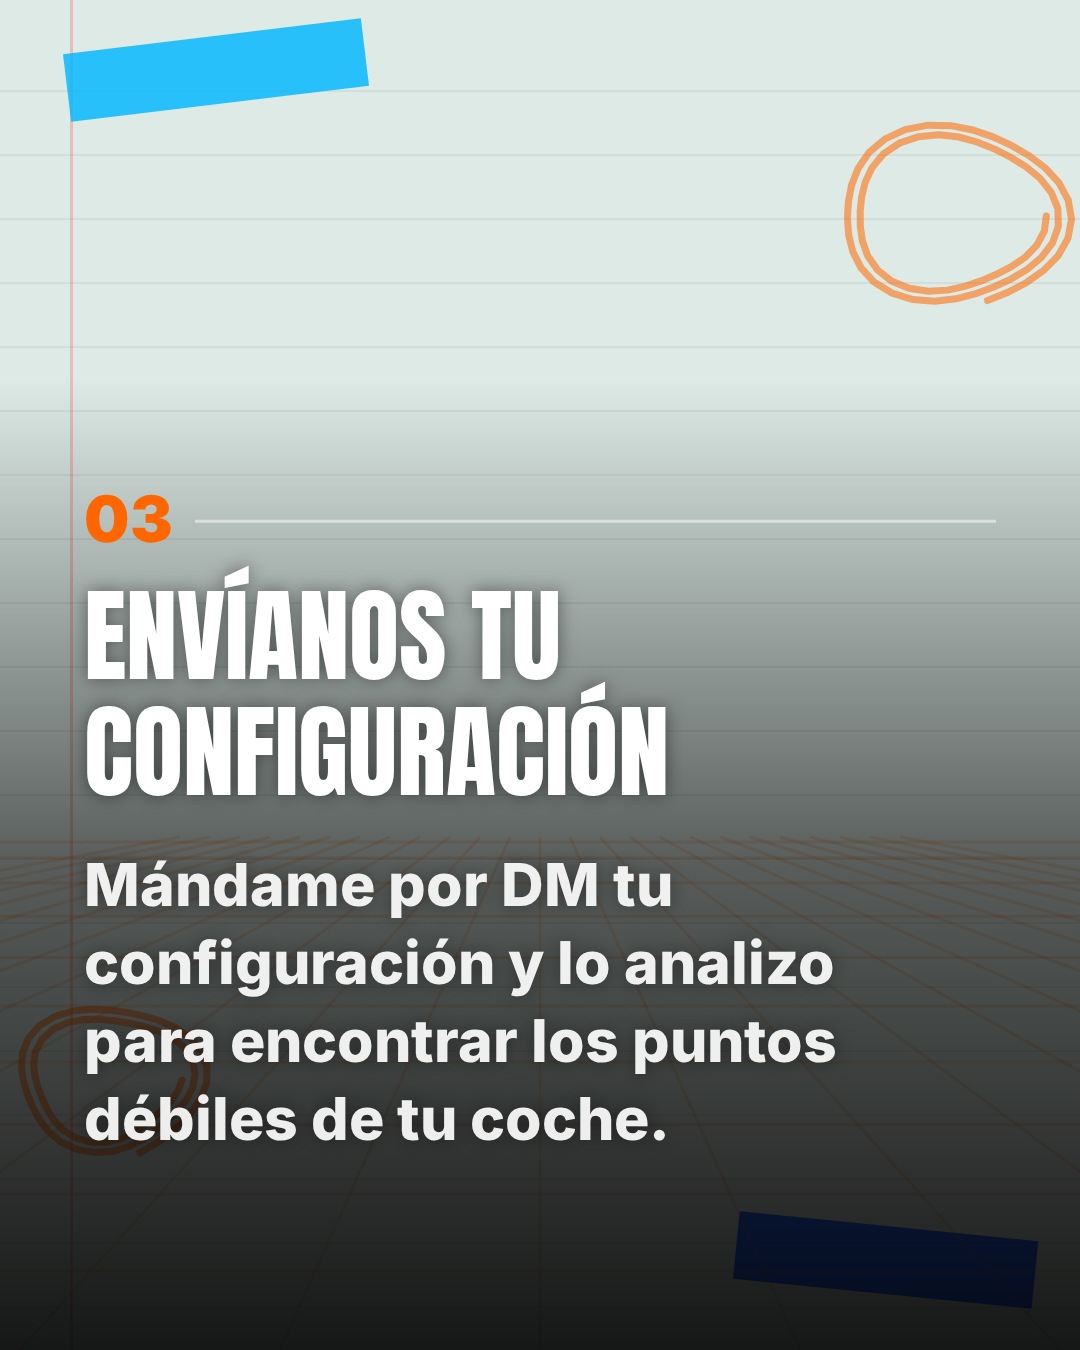 03
ENVÍANOS TU
CONFIGURACIÓN
Mándame por DM tu
configuración y lo analizo
para encontrar los puntos
débiles de tu coche.